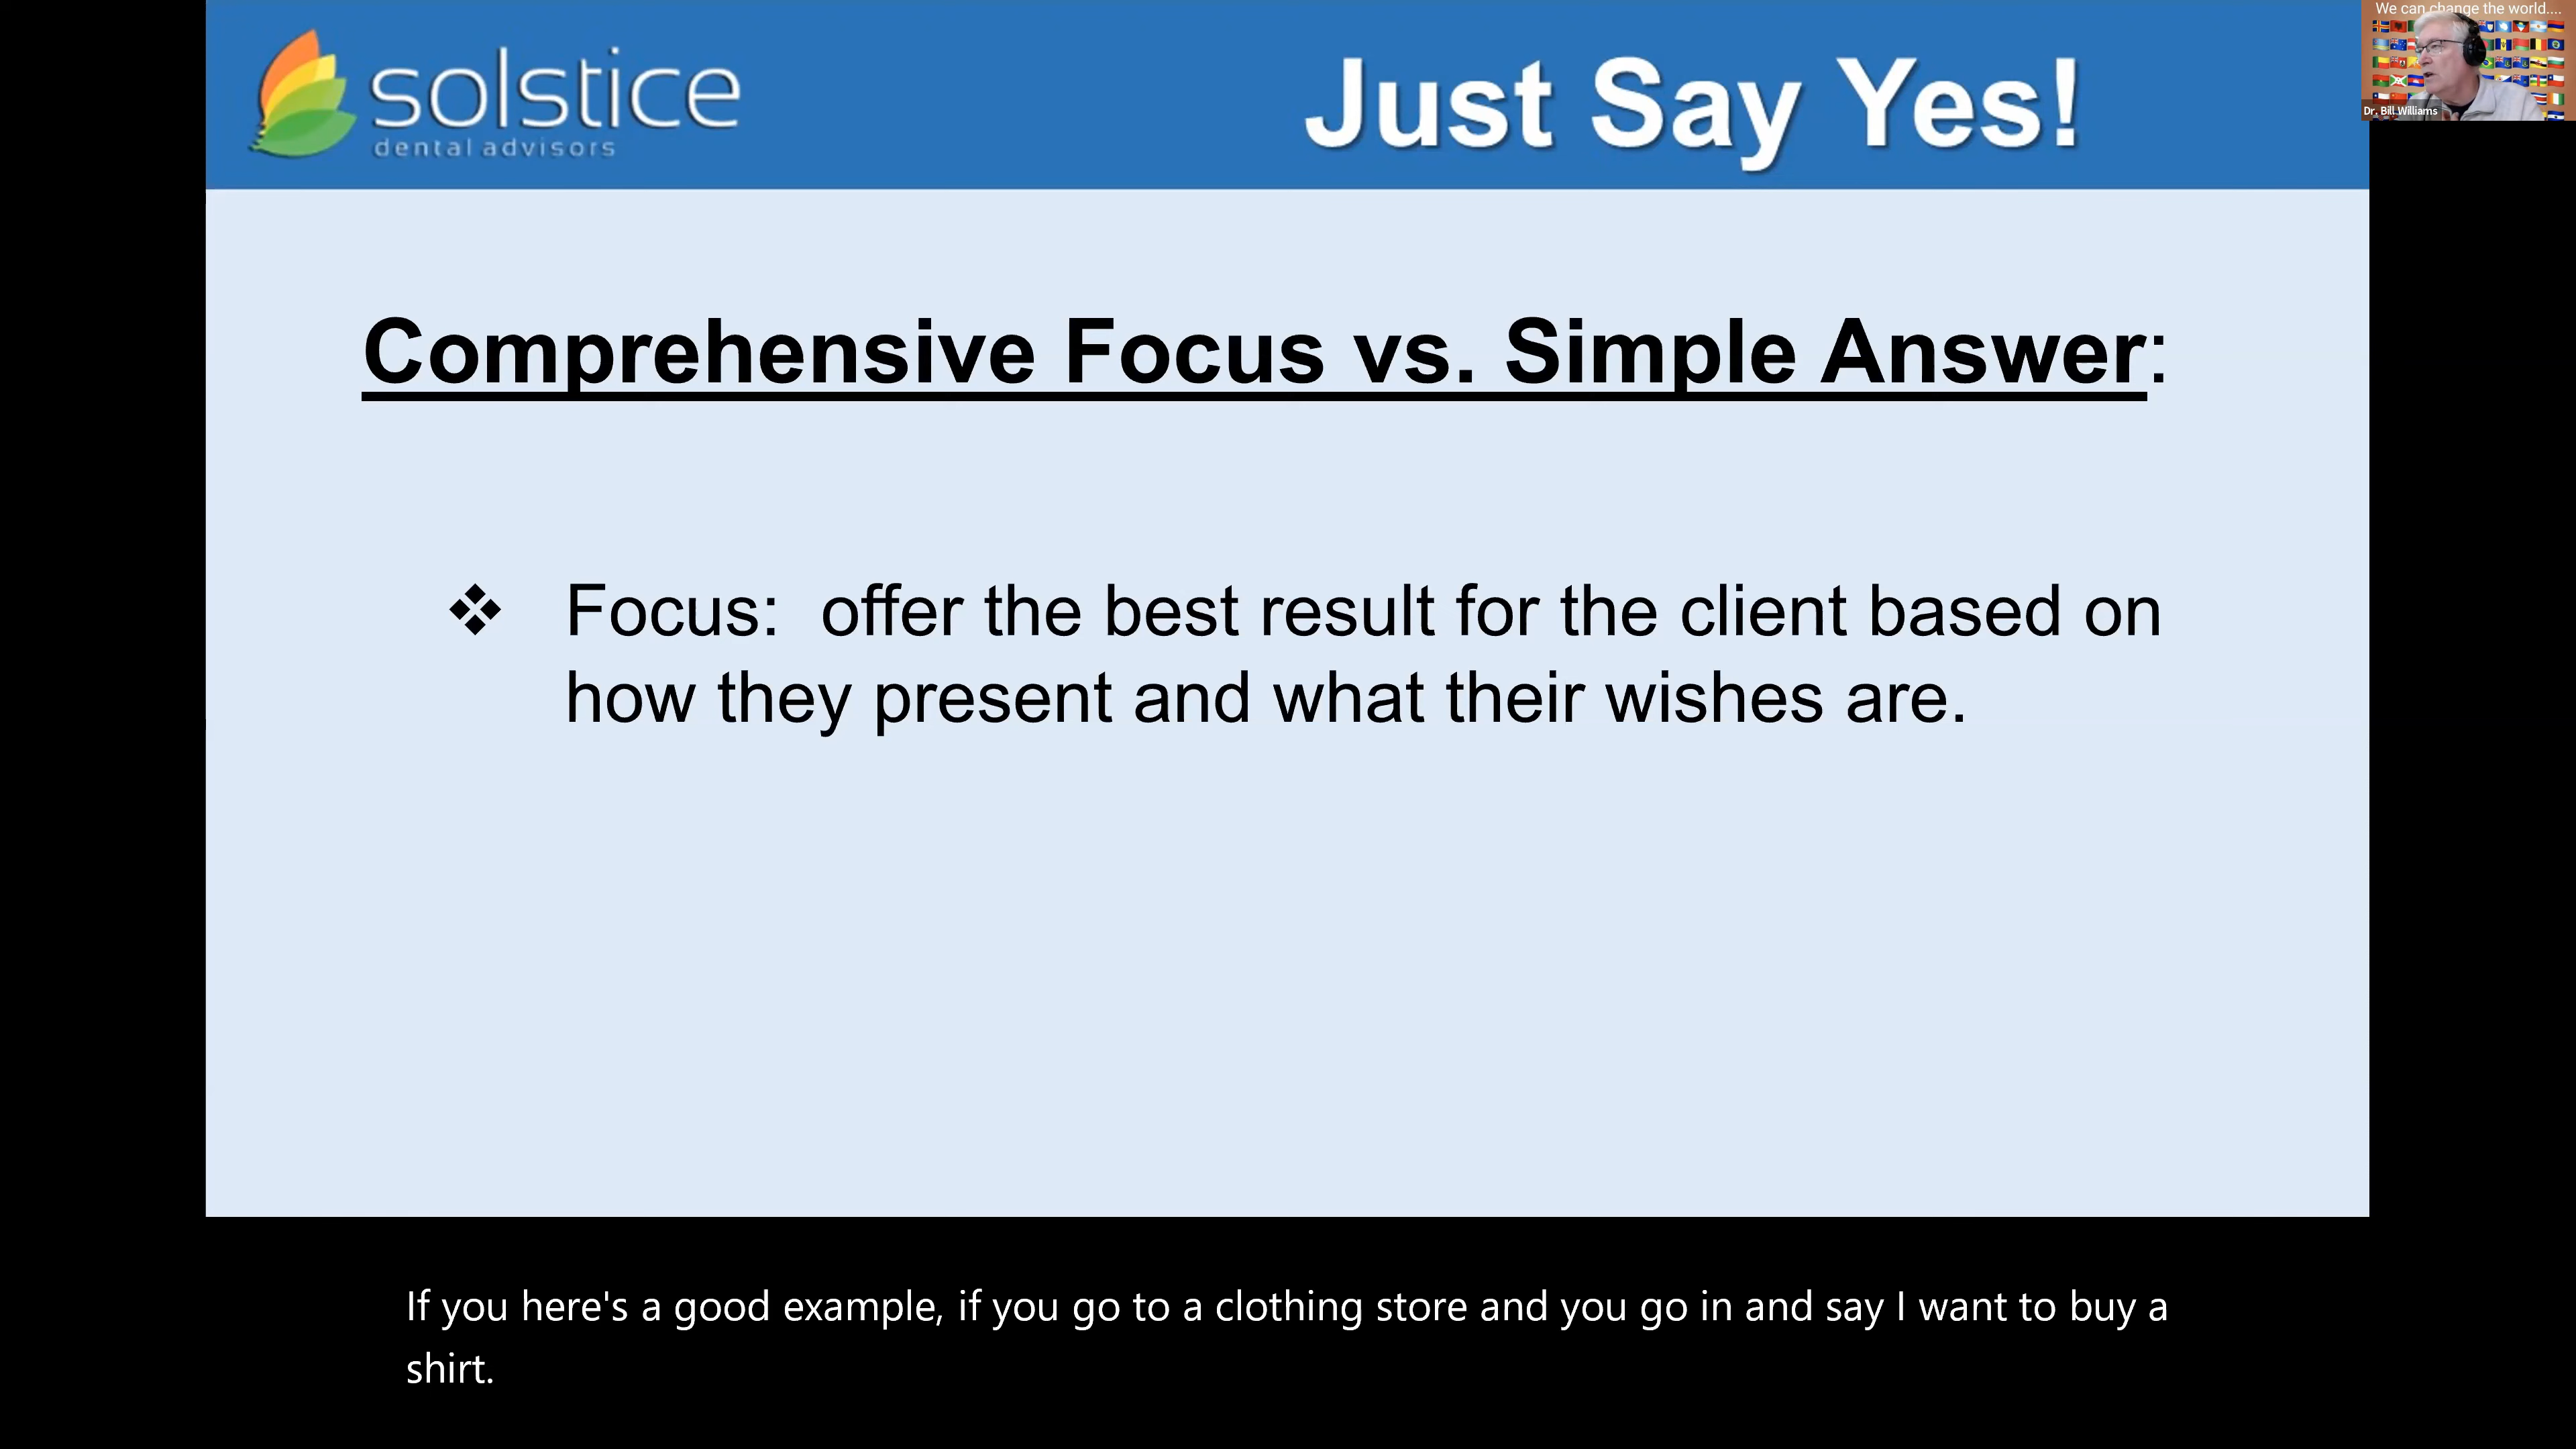 solstice
dental advisors
Just Say Yes!
We can change the world....
Dr. Bill Williams
Comprehensive Focus vs. Simple Answer:
❖ Focus: offer the best result for the client based on
how they present and what their wishes are.
If you here's a good example, if you go to a clothing store and you go in and say I want to buy a
shirt.